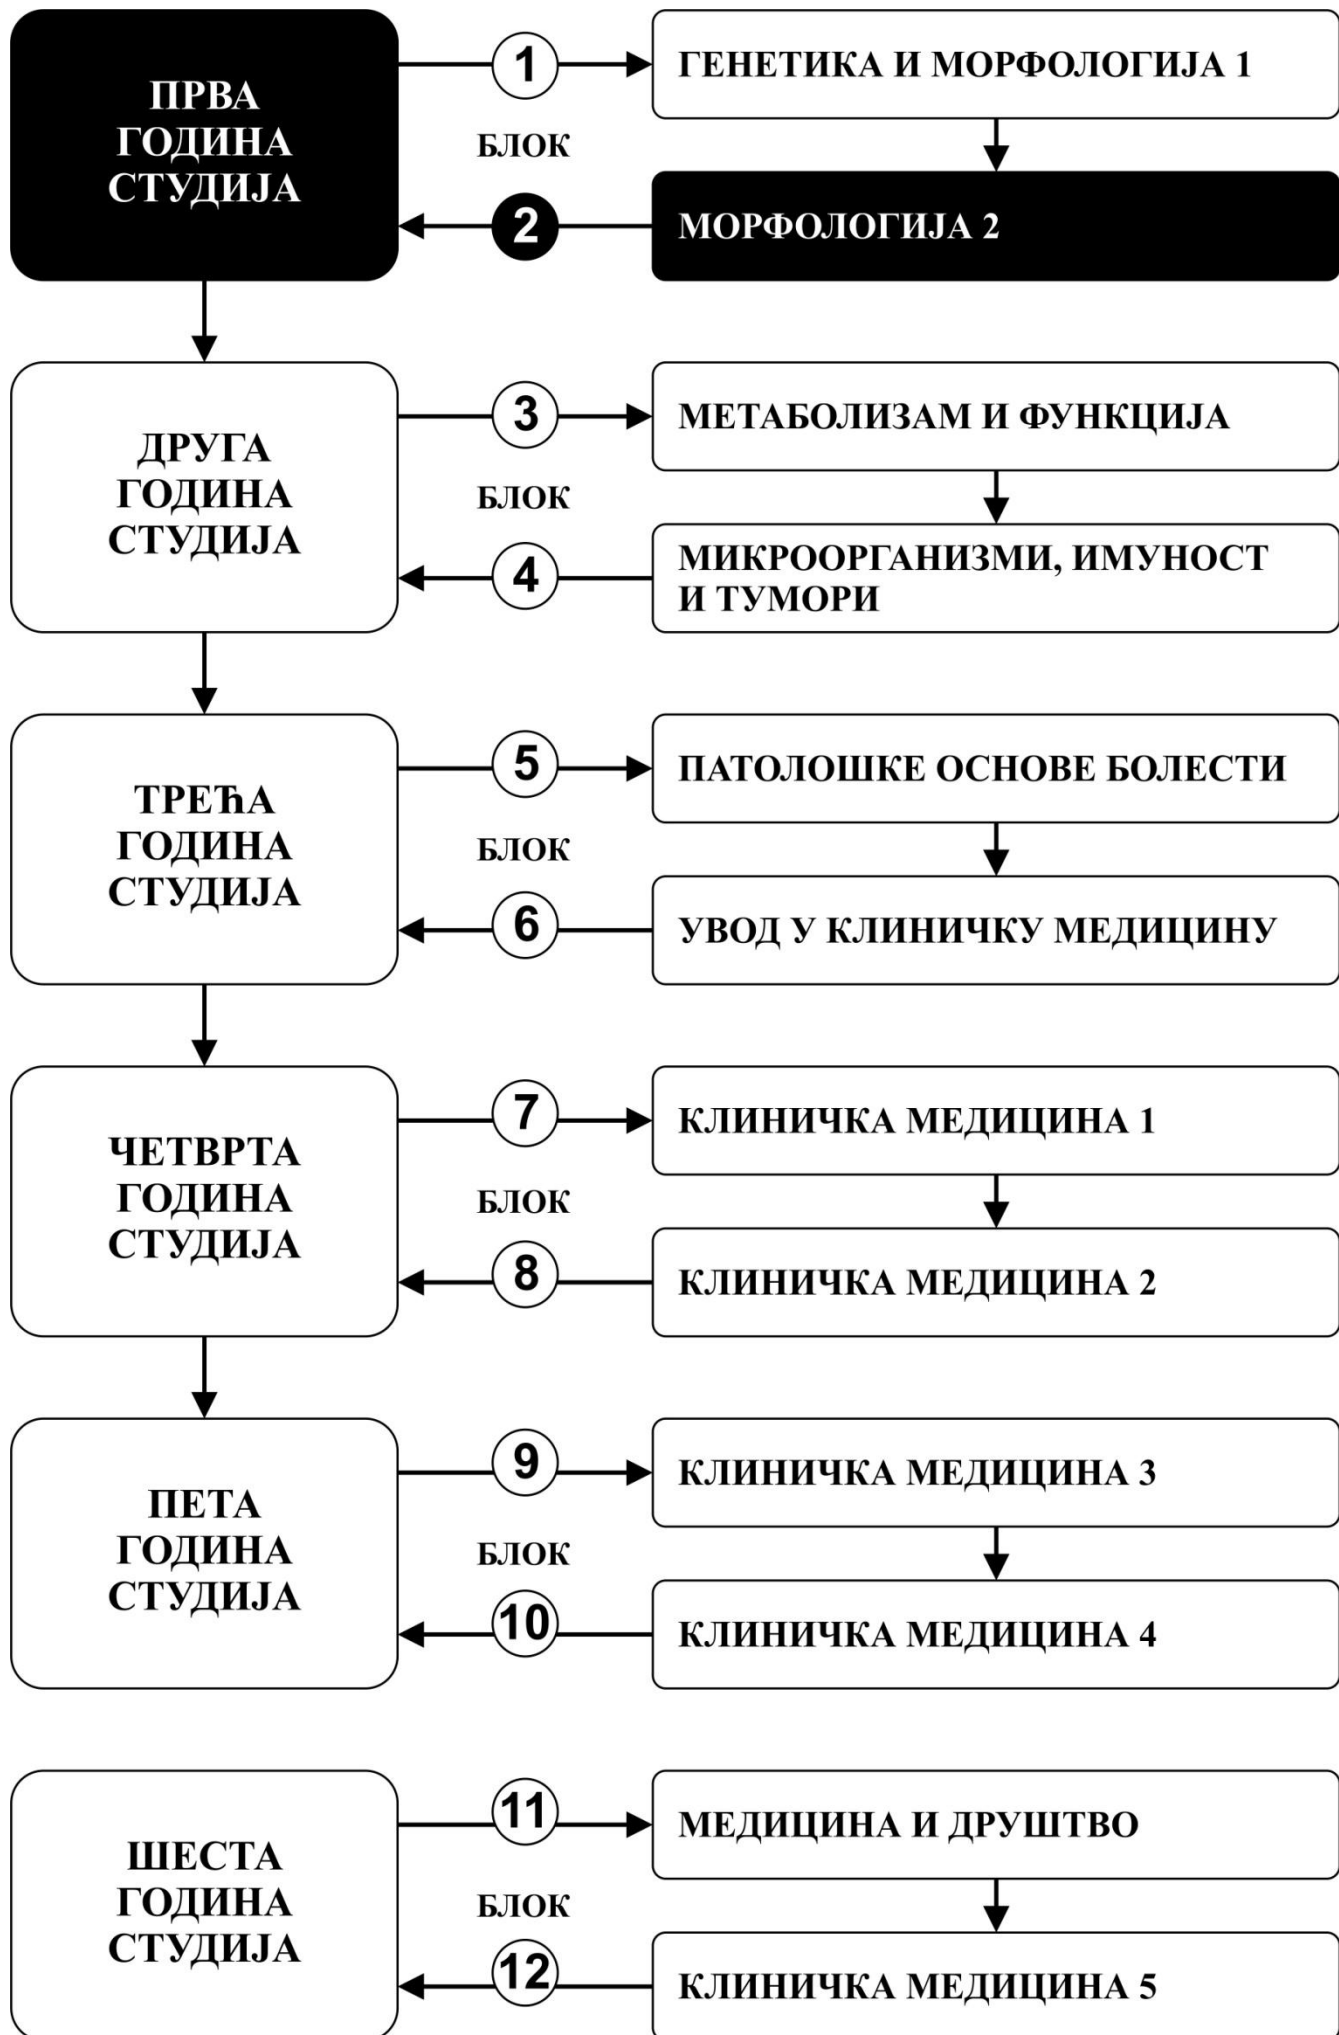 ПРВА
ГОДИНА
СТУДИЈА
1
ГЕНЕТИКА И МОРФОЛОГИЈА 1
БЛОК
2
МОРФОЛОГИЈА 2
ДРУГА
ГОДИНА
СТУДИЈА
3
МЕТАБОЛИЗАМ И ФУНКЦИЈА
БЛОК
4
МИКРООРГАНИЗМИ, ИМУНОСТ
И ТУМОРИ
ТРЕЋА
ГОДИНА
СТУДИЈА
5
ПАТОЛОШКЕ ОСНОВЕ БОЛЕСТИ
БЛОК
6
УВОД У КЛИНИЧКУ МЕДИЦИНУ
ЧЕТВРТА
ГОДИНА
СТУДИЈА
7
КЛИНИЧКА МЕДИЦИНА 1
БЛОК
8
КЛИНИЧКА МЕДИЦИНА 2
ПЕТА
ГОДИНА
СТУДИЈА
9
КЛИНИЧКА МЕДИЦИНА 3
БЛОК
10
КЛИНИЧКА МЕДИЦИНА 4
ШЕСТА
ГОДИНА
СТУДИЈА
11
МЕДИЦИНА И ДРУШТВО
БЛОК
12
КЛИНИЧКА МЕДИЦИНА 5